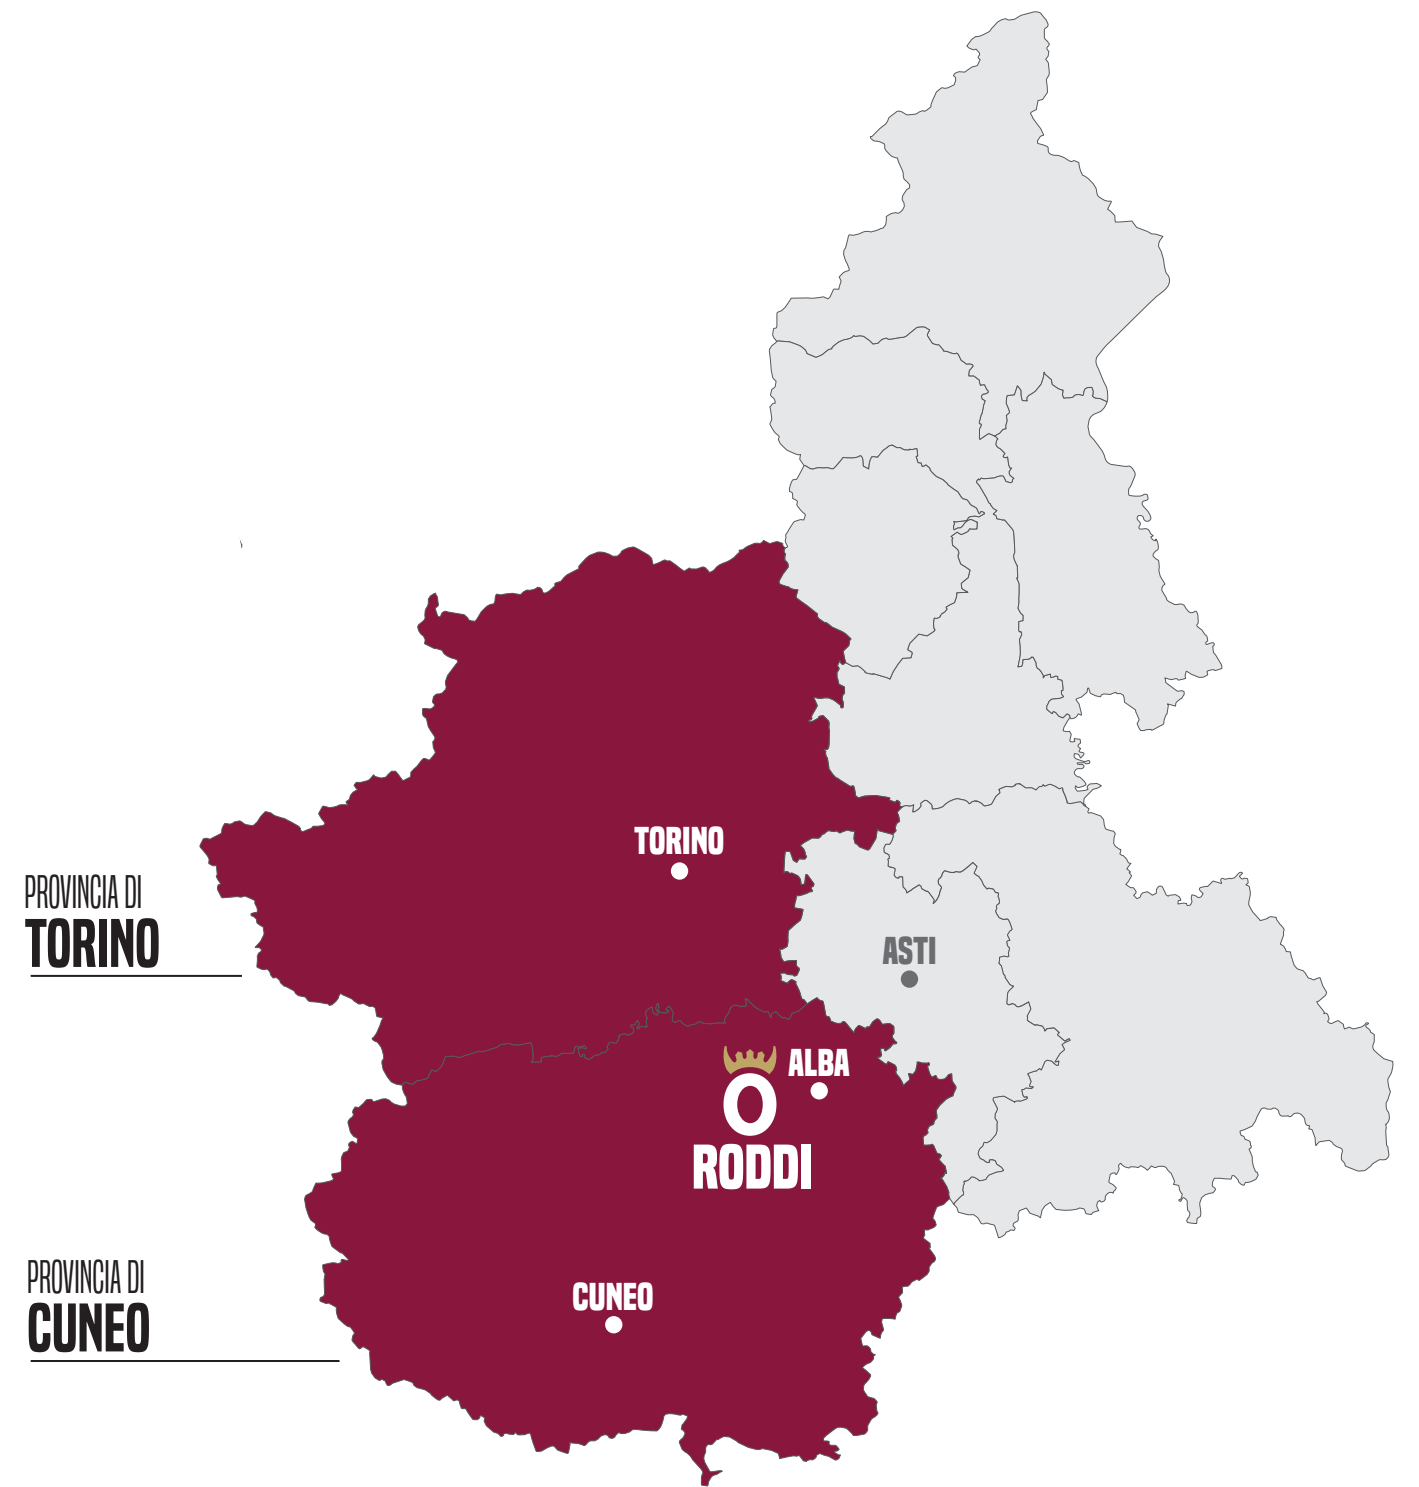 TORINO
PROVINCIA DI
TORINO
ASTI
ALBA
O
RODDI
PROVINCIA DI
CUNEO
CUNEO